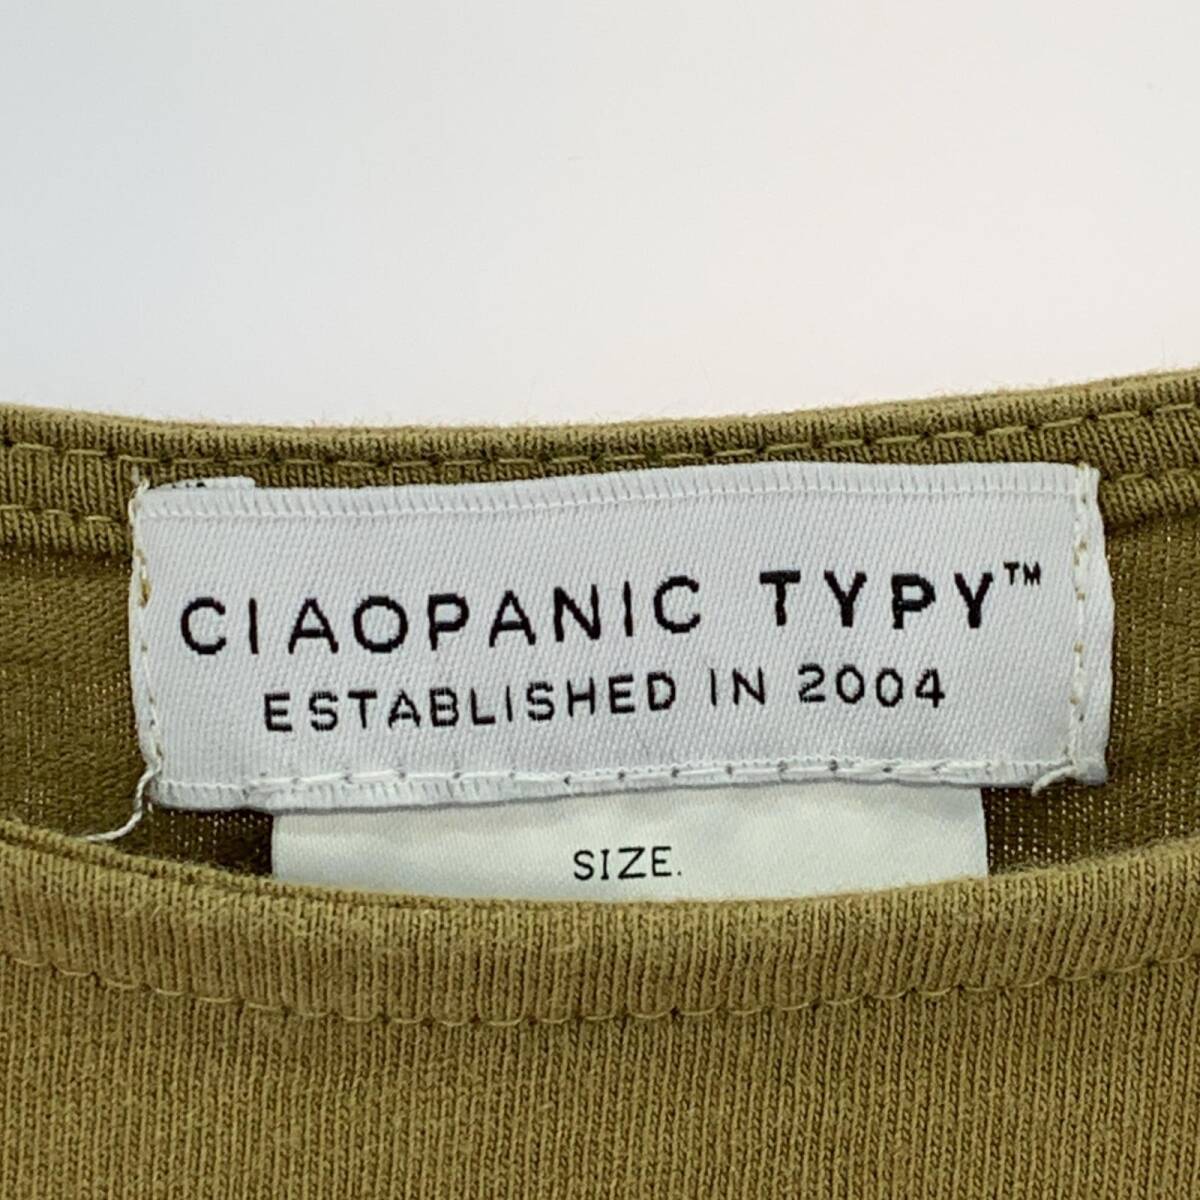 CIAOPANIC TYPY™
ESTABLISHED IN 2004
SIZE.